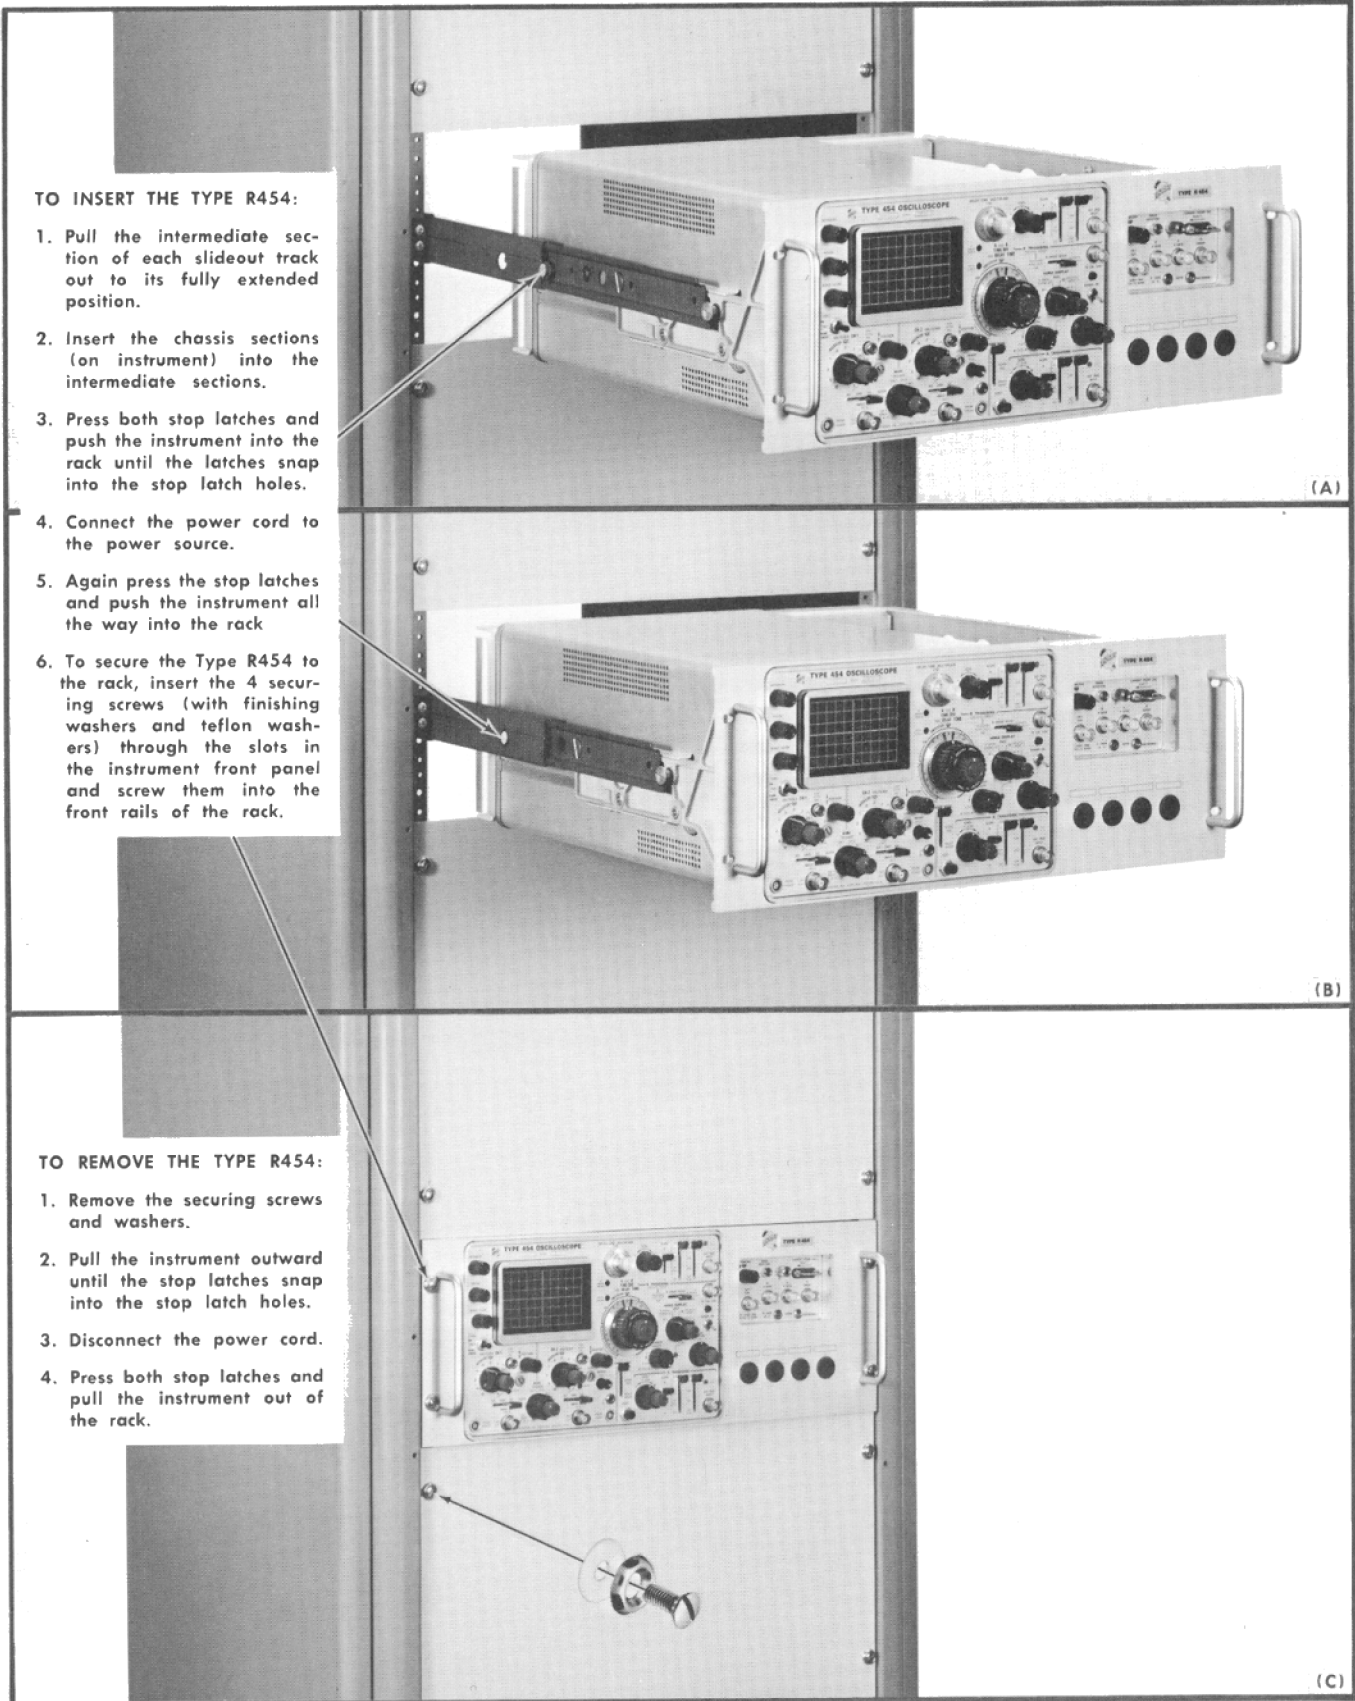 TO INSERT THE TYPE R454:
1. Pull the intermediate sec-
tion of each slideout track
out to its fully extended
position.
2. Insert the chassis sections
(on instrument) into the
intermediate sections.
3. Press both stop latches and
push the instrument into the
rack until the latches snap
into the stop latch holes.
4. Connect the power cord to
the power source.
5. Again press the stop latches
and push the instrument all
the way into the rack
6. To secure the Type R454 to
the rack, insert the 4 secur-
ing screws (with finishing
washers and teflon wash-
ers) through the slots in
the instrument front panel
and screw them into the
front rails of the rack.
TYPE 454 OSCILLOSCOPE
TYPE R454
(A)
TYPE 454 OSCILLOSCOPE
TYPE R454
(B)
TO REMOVE THE TYPE R454:
1. Remove the securing screws
and washers.
2. Pull the instrument outward
until the stop latches snap
into the stop latch holes.
3. Disconnect the power cord.
4. Press both stop latches and
pull the instrument out of
the rack.
TYPE 454 OSCILLOSCOPE
TYPE R454
(C)